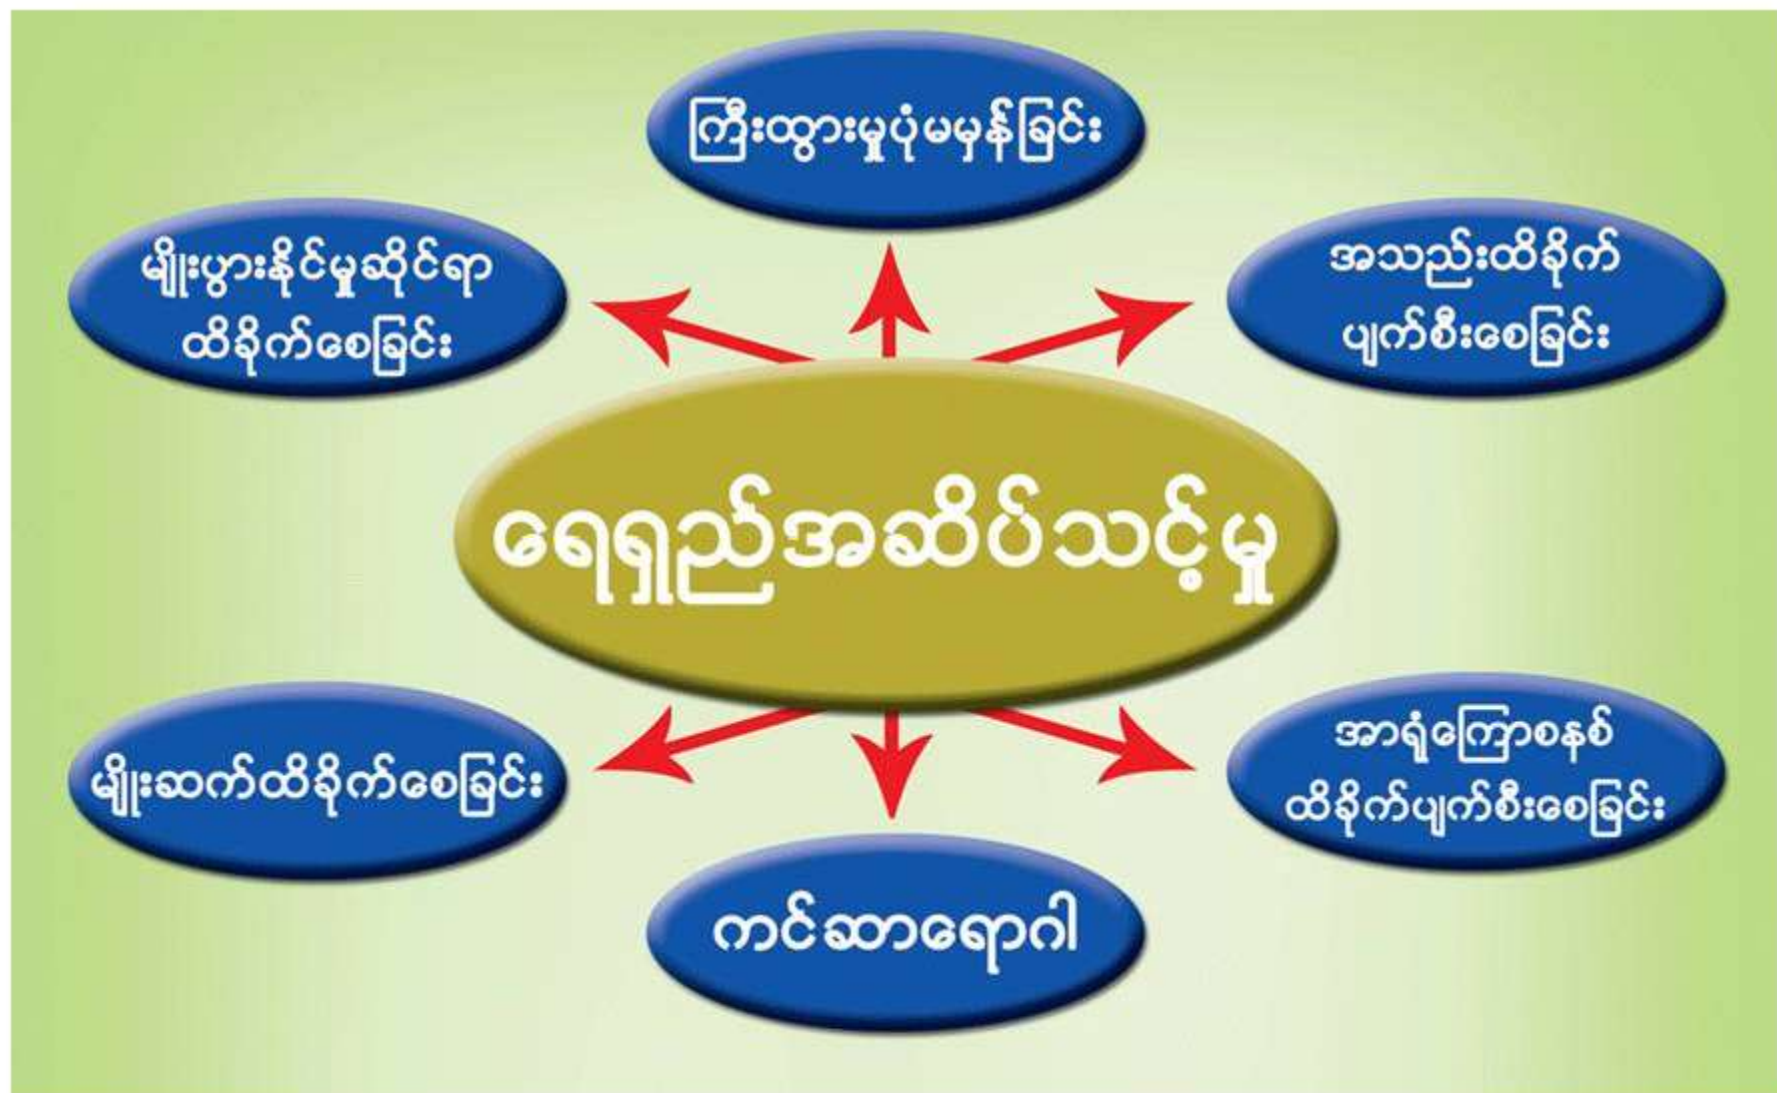 ကြီးထွားမှုပုံမမှန်ခြင်း
မျိုးပွားနိုင်မှုဆိုင်ရာ
ထိခိုက်စေခြင်း
အသည်းထိခိုက်
ပျက်စီးစေခြင်း
ရေရှည်အဆိပ်သင့်မှု
မျိုးဆက်ထိခိုက်စေခြင်း
အာရုံကြောစနစ်
ထိခိုက်ပျက်စီးစေခြင်း
ကင်ဆာရောဂါ